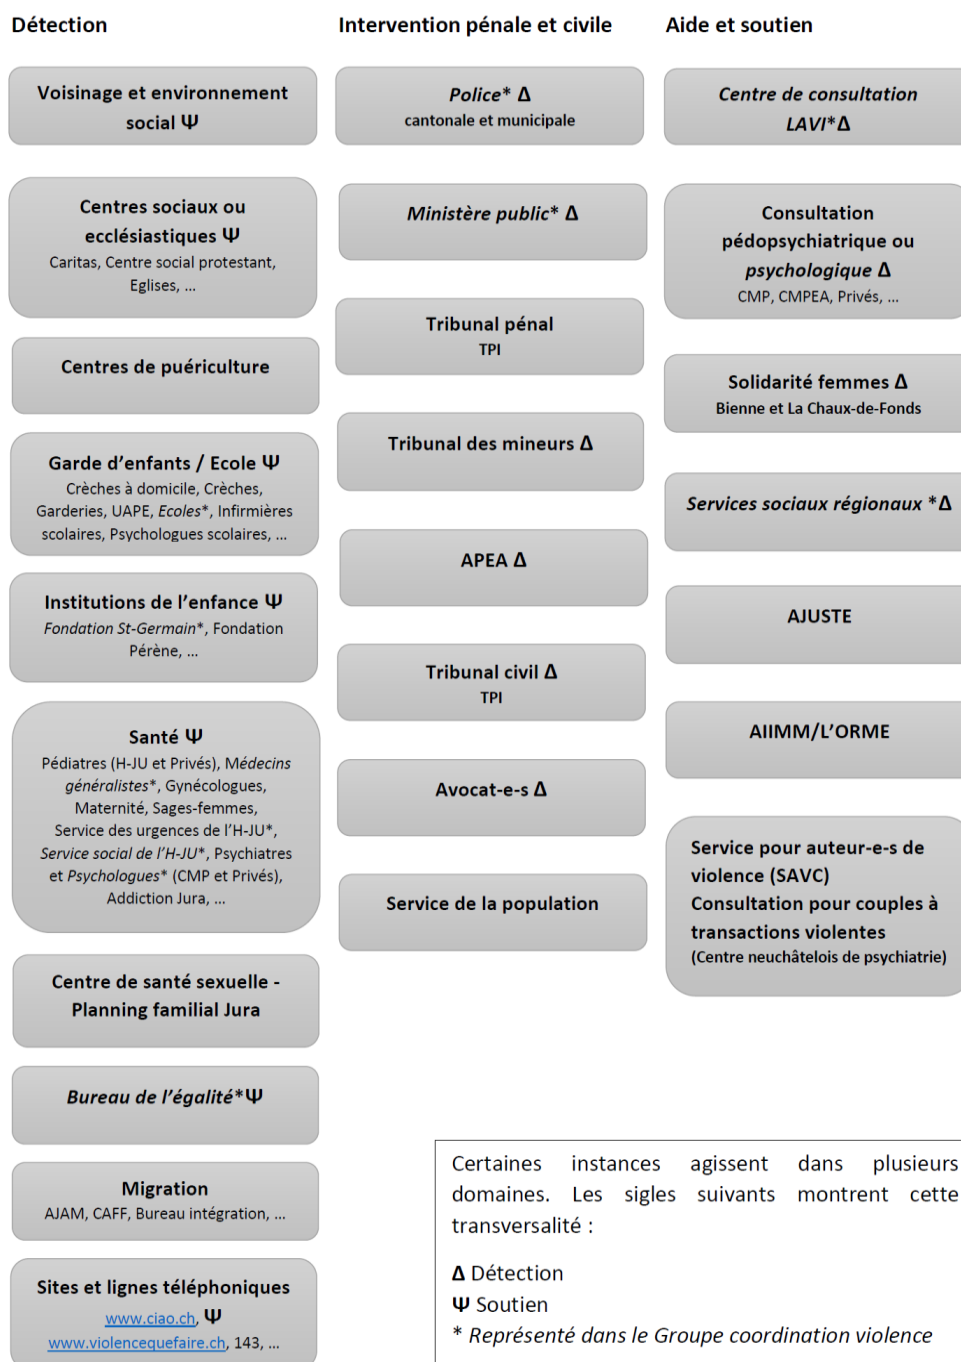 Détection
Voisinage et environnement
social Ψ
Centres sociaux ou
ecclésiastiques Ψ
Caritas, Centre social protestant,
Eglises, ...
Centres de puériculture
Garde d'enfants / Ecole Ψ
Crèches à domicile, Crèches,
Garderies, UAPE, Ecoles*, Infirmières
scolaires, Psychologues scolaires, ...
Institutions de l'enfance Ψ
Fondation St-Germain*, Fondation
Pérène, ...
Santé Ψ
Pédiatres (H-JU et Privés), Médecins
généralistes*, Gynécologues,
Maternité, Sages-femmes,
Service des urgences de l'H-JU*,
Service social de l'H-JU*, Psychiatres
et Psychologues* (CMP et Privés),
Addiction Jura, ...
Centre de santé sexuelle -
Planning familial Jura
Bureau de l'égalité*Ψ
Migration
AJAM, CAFF, Bureau intégration, ...
Sites et lignes téléphoniques
www.ciao.ch, Ψ
www.violencequefaire.ch, 143, ...
Intervention pénale et civile
Police* Δ
cantonale et municipale
Ministère public* Δ
Tribunal pénal
TPI
Tribunal des mineurs Δ
APEA Δ
Tribunal civil Δ
TPI
Avocat-e-s Δ
Service de la population
Aide et soutien
Centre de consultation
LAVI*Δ
Consultation
pédopsychiatrique ou
psychologique Δ
CMP, CMPEA, Privés, ...
Solidarité femmes Δ
Bienne et La Chaux-de-Fonds
Services sociaux régionaux *Δ
AJUSTE
AIIMM/L'ORME
Service pour auteur-e-s de
violence (SAVC)
Consultation pour couples à
transactions violentes
(Centre neuchâtelois de psychiatrie)
Certaines instances agissent dans plusieurs
domaines. Les sigles suivants montrent cette
transversalité :
Δ Détection
Ψ Soutien
* Représenté dans le Groupe coordination violence